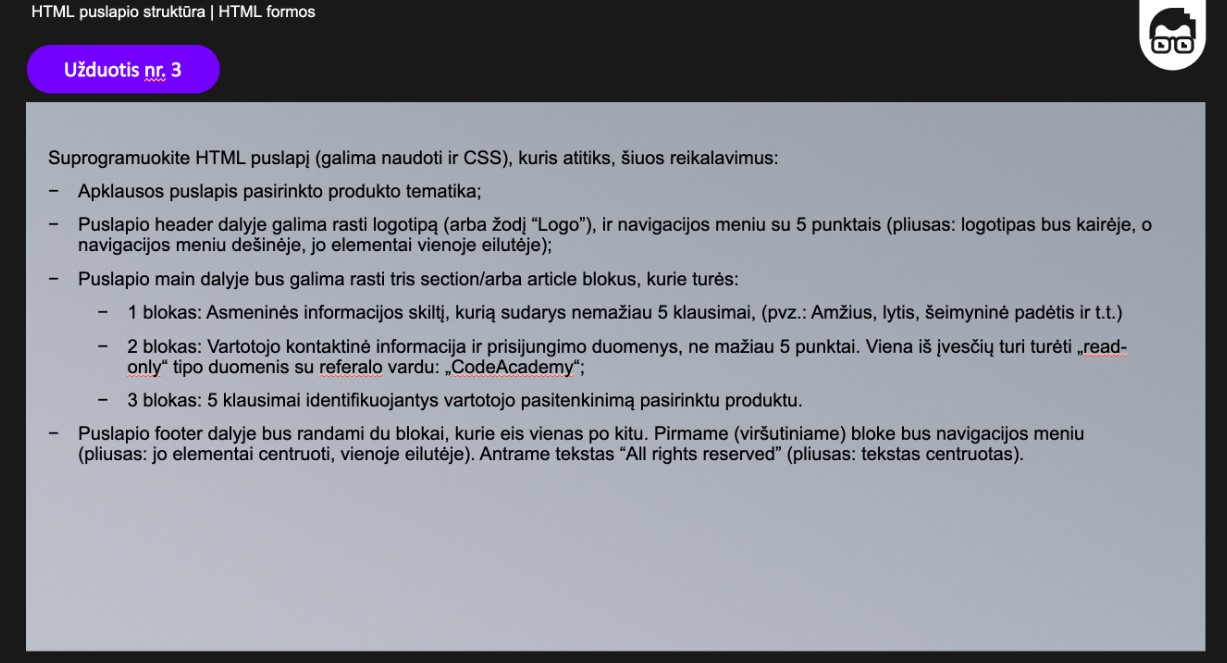 HTML puslapio struktūra | HTML formos
Užduotis nr. 3
Suprogramuokite HTML puslapį (galima naudoti ir CSS), kuris atitiks, šiuos reikalavimus:
− Apklausos puslapis pasirinkto produkto tematika;
− Puslapio header dalyje galima rasti logotipą (arba žodį “Logo”), ir navigacijos meniu su 5 punktais (pliusas: logotipas bus kairėje, o
navigacijos meniu dešinėje, jo elementai vienoje eilutėje);
− Puslapio main dalyje bus galima rasti tris section/arba article blokus, kurie turės:
− 1 blokas: Asmeninės informacijos skiltį, kurią sudarys nemažiau 5 klausimai, (pvz.: Amžius, lytis, šeimyninė padėtis ir t.t.)
− 2 blokas: Vartotojo kontaktinė informacija ir prisijungimo duomenys, ne mažiau 5 punktai. Viena iš įvesčių turi turėti „read-
only“ tipo duomenis su referalo vardu: „CodeAcademy“;
− 3 blokas: 5 klausimai identifikuojantys vartotojo pasitenkinimą pasirinktu produktu.
− Puslapio footer dalyje bus randami du blokai, kurie eis vienas po kitu. Pirmame (viršutiniame) bloke bus navigacijos meniu
(pliusas: jo elementai centruoti, vienoje eilutėje). Antrame tekstas “All rights reserved” (pliusas: tekstas centruotas).